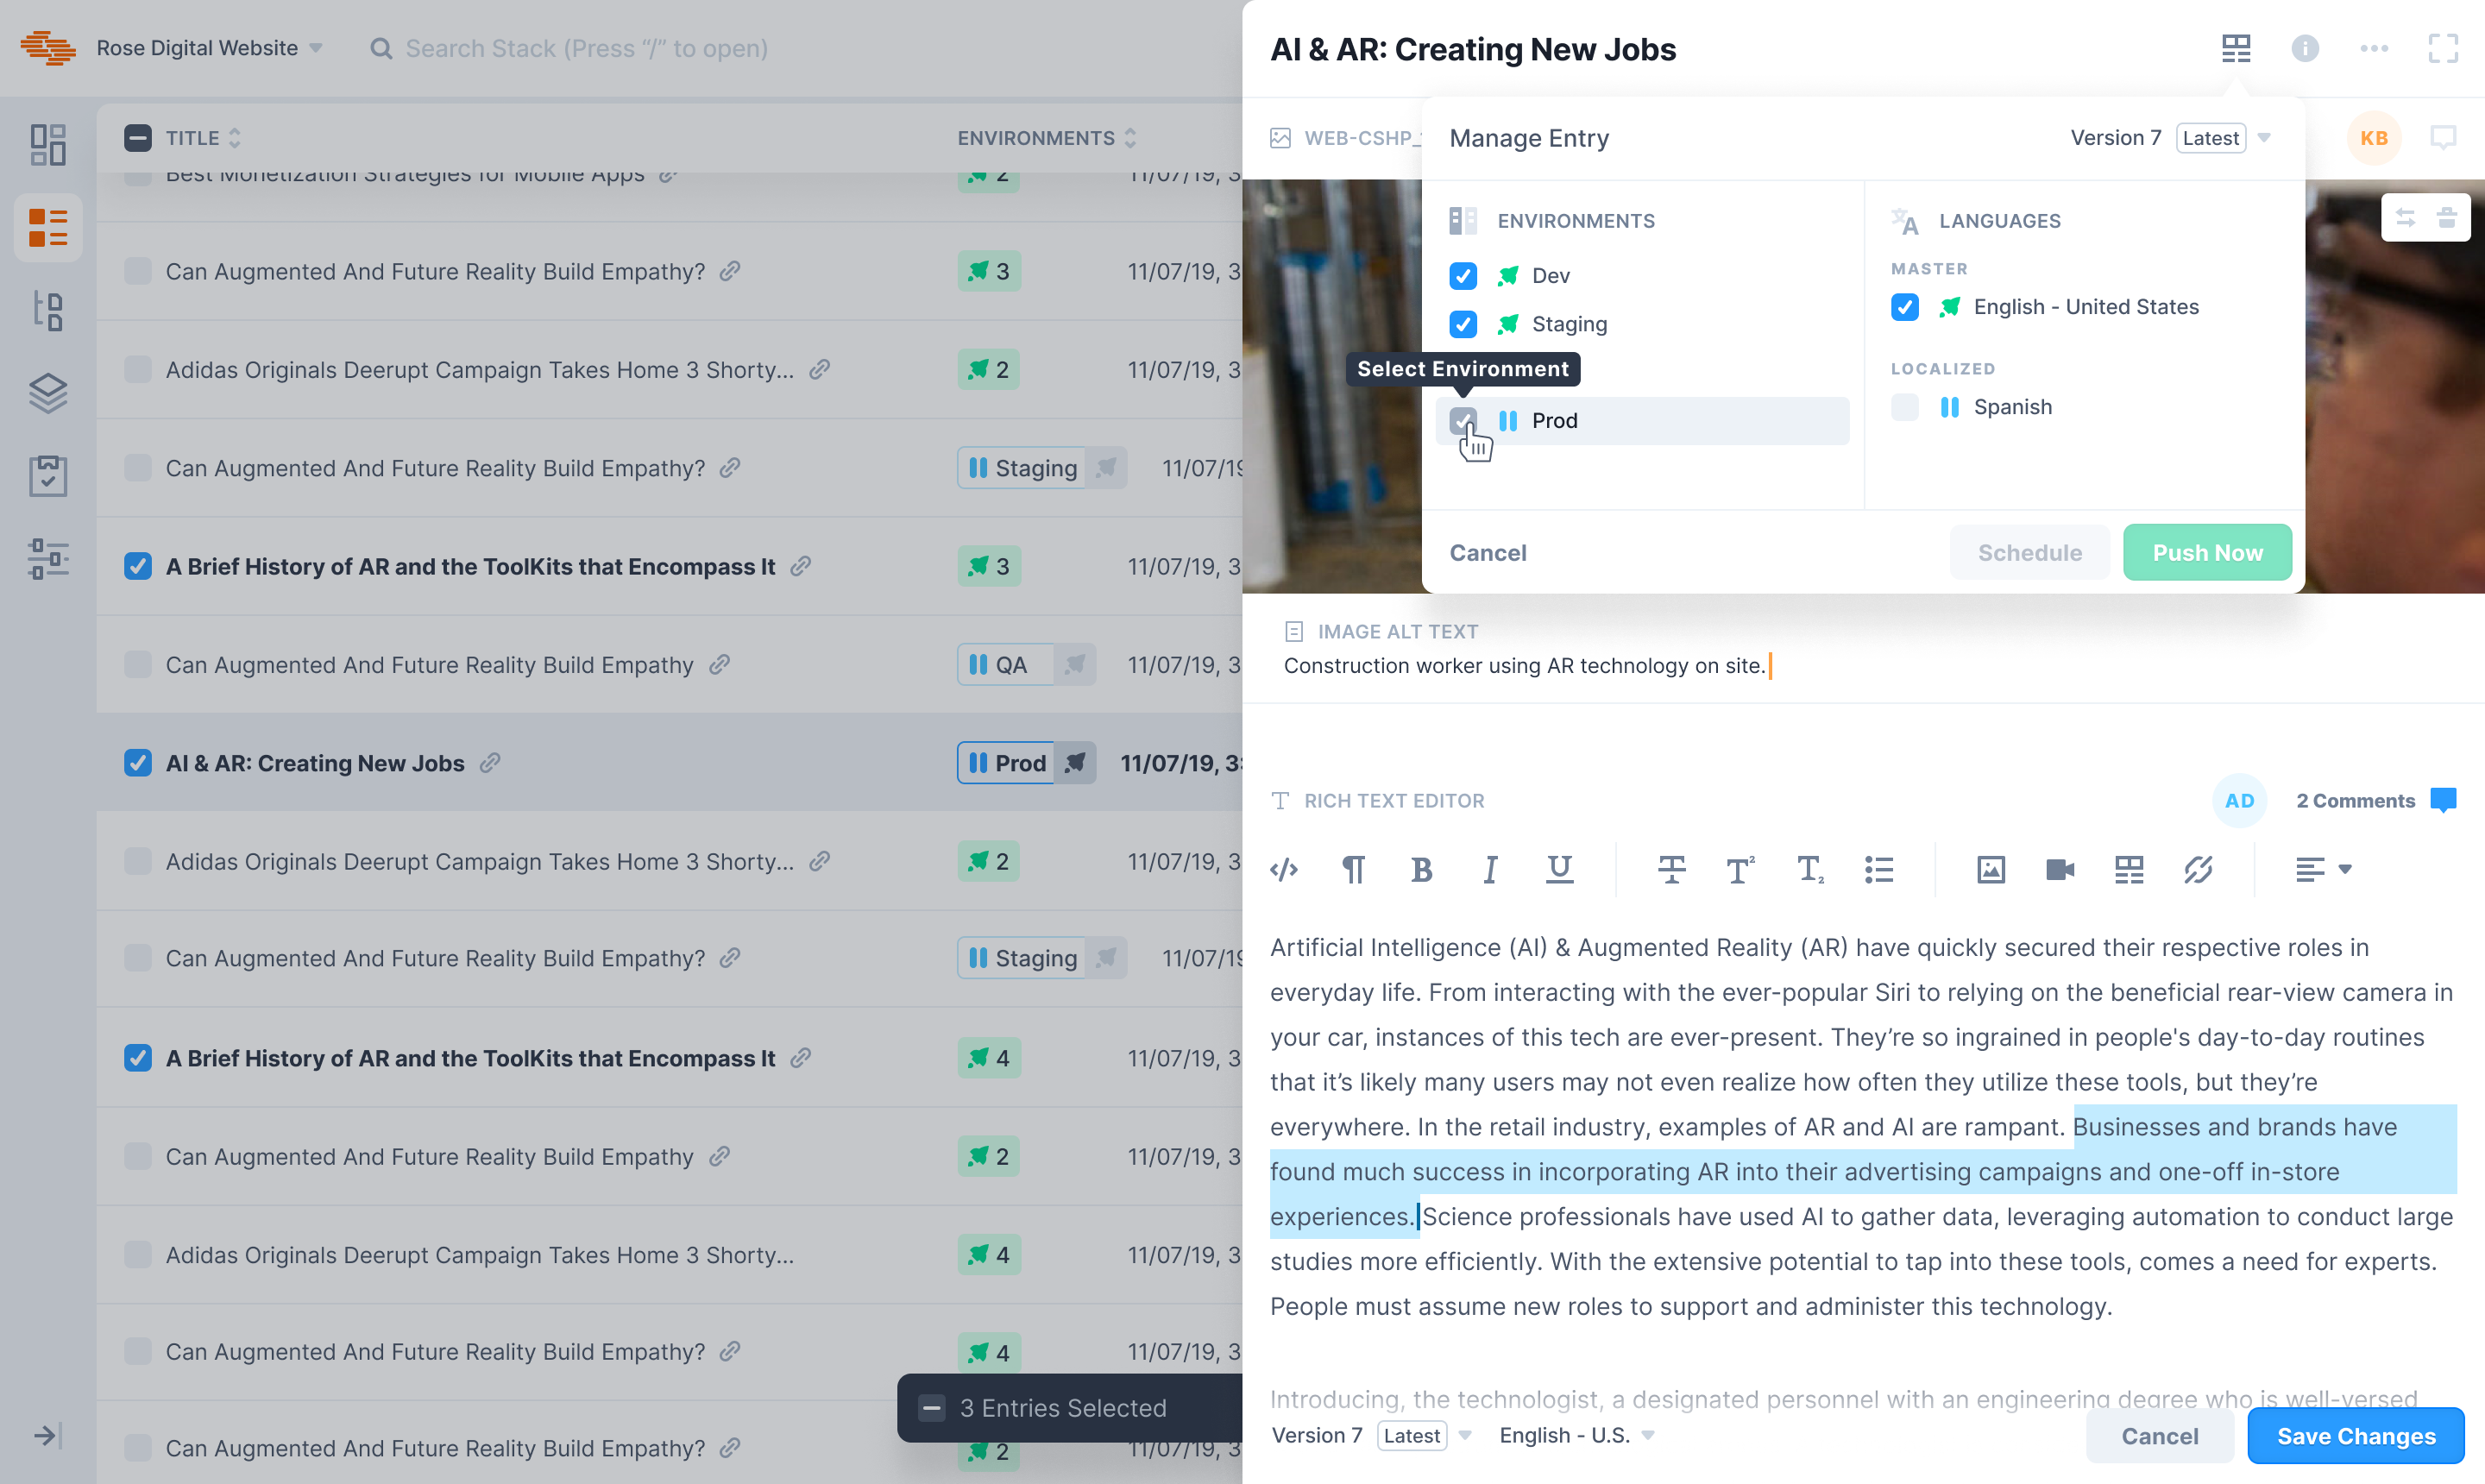 Rose Digital Website
Search Stack (Press “/” to open)
TITLE
ENVIRONMENTS
Best Monetization Strategies for Mobile Apps
2
11/07/19, 3
Can Augmented And Future Reality Build Empathy?
3
11/07/19, 3
Adidas Originals Deerupt Campaign Takes Home 3 Shorty...
2
11/07/19, 3
Can Augmented And Future Reality Build Empathy?
Staging
11/07/19
A Brief History of AR and the ToolKits that Encompass It
3
11/07/19, 3
Can Augmented And Future Reality Build Empathy
QA
11/07/19, 3
AI & AR: Creating New Jobs
Prod
11/07/19, 3:
Adidas Originals Deerupt Campaign Takes Home 3 Shorty...
2
11/07/19, 3
Can Augmented And Future Reality Build Empathy?
Staging
11/07/19
A Brief History of AR and the ToolKits that Encompass It
4
11/07/19, 3
Can Augmented And Future Reality Build Empathy
2
11/07/19, 3
Adidas Originals Deerupt Campaign Takes Home 3 Shorty...
4
11/07/19, 3
Can Augmented And Future Reality Build Empathy?
4
11/07/19, 3
3 Entries Selected
Can Augmented And Future Reality Build Empathy?
2
11/07/19, 3
AI & AR: Creating New Jobs
WEB-CSHP_
KB
Manage Entry
Version 7
Latest
ENVIRONMENTS
Dev
Staging
Select Environment
Prod
LANGUAGES
MASTER
English - United States
LOCALIZED
Spanish
Cancel
Schedule
Push Now
IMAGE ALT TEXT
Construction worker using AR technology on site.
RICH TEXT EDITOR
AD
2 Comments
Artificial Intelligence (AI) & Augmented Reality (AR) have quickly secured their respective roles in
everyday life. From interacting with the ever-popular Siri to relying on the beneficial rear-view camera in
your car, instances of this tech are ever-present. They’re so ingrained in people's day-to-day routines
that it’s likely many users may not even realize how often they utilize these tools, but they’re
everywhere. In the retail industry, examples of AR and AI are rampant. Businesses and brands have
found much success in incorporating AR into their advertising campaigns and one-off in-store
experiences. Science professionals have used AI to gather data, leveraging automation to conduct large
studies more efficiently. With the extensive potential to tap into these tools, comes a need for experts.
People must assume new roles to support and administer this technology.
Introducing, the technologist, a designated personnel with an engineering degree who is well-versed
Version 7
Latest
English - U.S.
Cancel
Save Changes